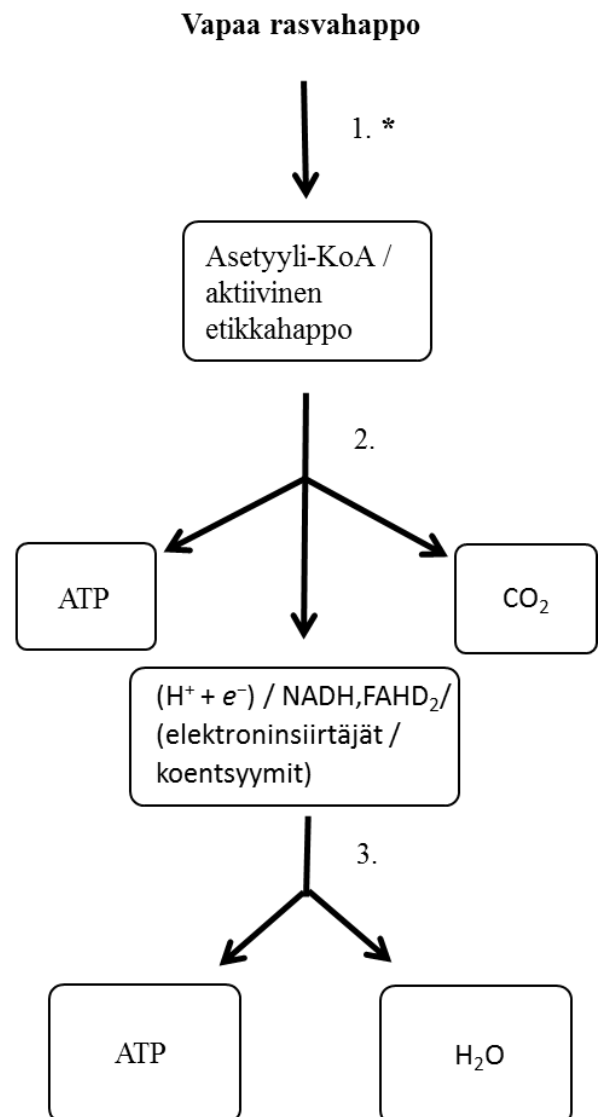 Vapaa rasvahappo
1. *
Asetyyli-KoA /
aktiivinen
etikkahappo
2.
ATP
CO₂
(H⁺ + e⁻) / NADH,FAHD₂/
(elektroninsiirtäjät /
koentsyymit)
3.
ATP
H₂O